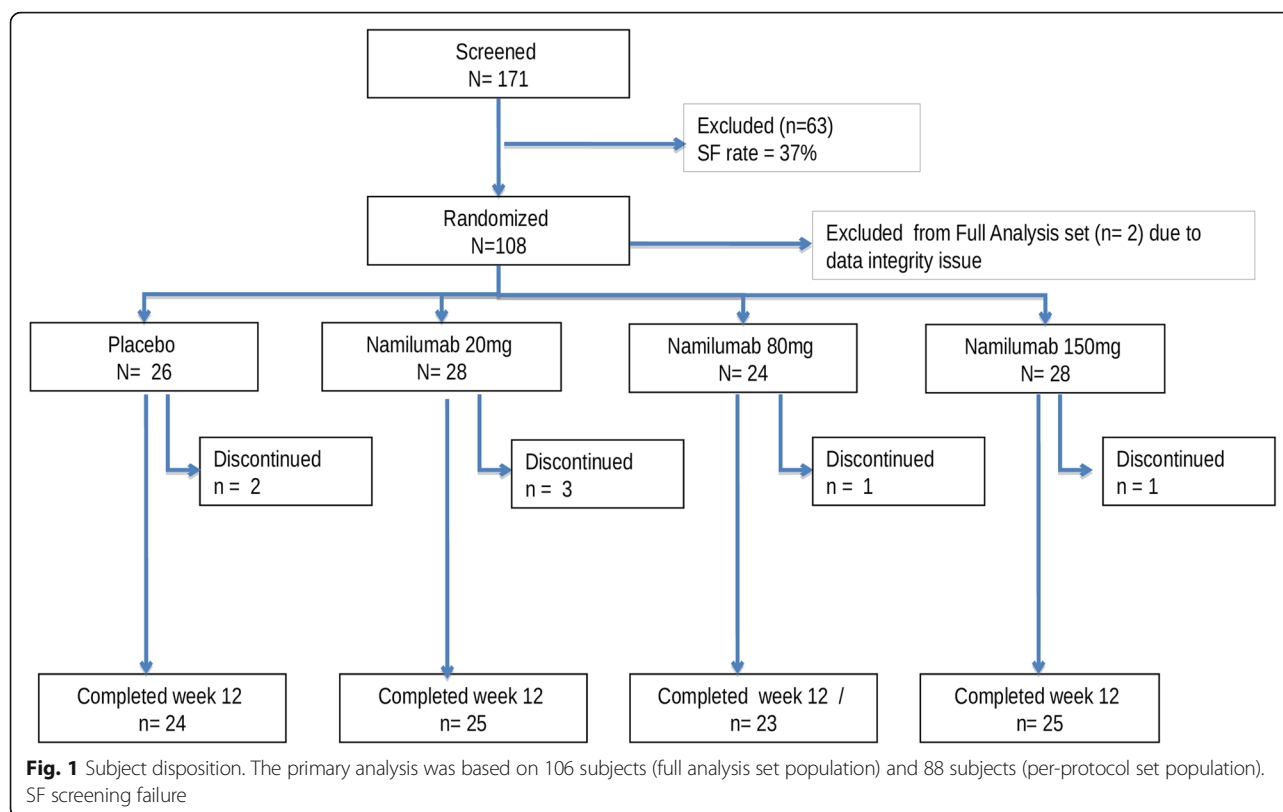 Screened
N= 171
Excluded (n=63)
SF rate = 37%
Randomized
N=108
Excluded from Full Analysis set (n= 2) due to
data integrity issue
Placebo
N= 26
Namilumab 20mg
N= 28
Namilumab 80mg
N= 24
Namilumab 150mg
N= 28
Discontinued
n = 2
Discontinued
n = 3
Discontinued
n = 1
Discontinued
n = 1
Completed week 12
n= 24
Completed week 12
n= 25
Completed week 12 /
n= 23
Completed week 12
n= 25
Fig. 1 Subject disposition. The primary analysis was based on 106 subjects (full analysis set population) and 88 subjects (per-protocol set population).
SF screening failure